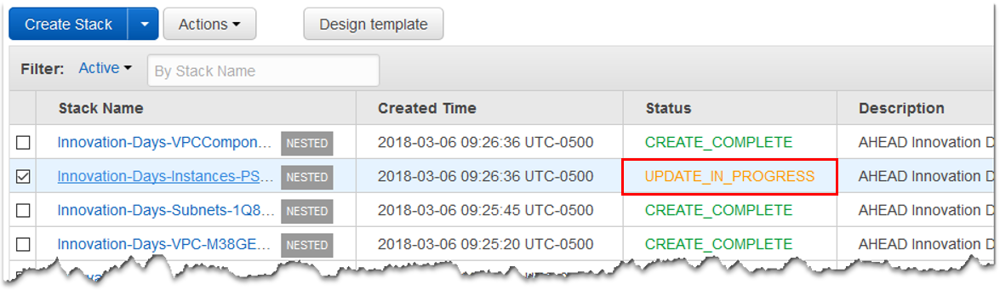 Create Stack Actions Design template
Filter: Active By Stack Name
Stack Name Created Time Status Description
Innovation-Days-VPCCompon... NESTED 2018-03-06 09:26:36 UTC-0500 CREATE_COMPLETE AHEAD Innovation D
Innovation-Days-Instances-PS... NESTED 2018-03-06 09:26:36 UTC-0500 UPDATE_IN_PROGRESS AHEAD Innovation D
Innovation-Days-Subnets-1Q8... NESTED 2018-03-06 09:25:45 UTC-0500 CREATE_COMPLETE AHEAD Innovation D
Innovation-Days-VPC-M38GE... NESTED 2018-03-06 09:25:20 UTC-0500 CREATE_COMPLETE AHEAD Innovation D